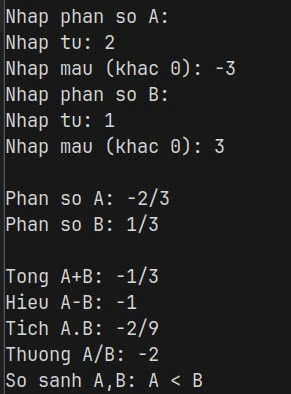 Nhap phan so A:
Nhap tu: 2
Nhap mau (khac 0): -3
Nhap phan so B:
Nhap tu: 1
Nhap mau (khac 0): 3
Phan so A: -2/3
Phan so B: 1/3
Tong A+B: -1/3
Hieu A-B: -1
Tich A.B: -2/9
Thuong A/B: -2
So sanh A,B: A < B